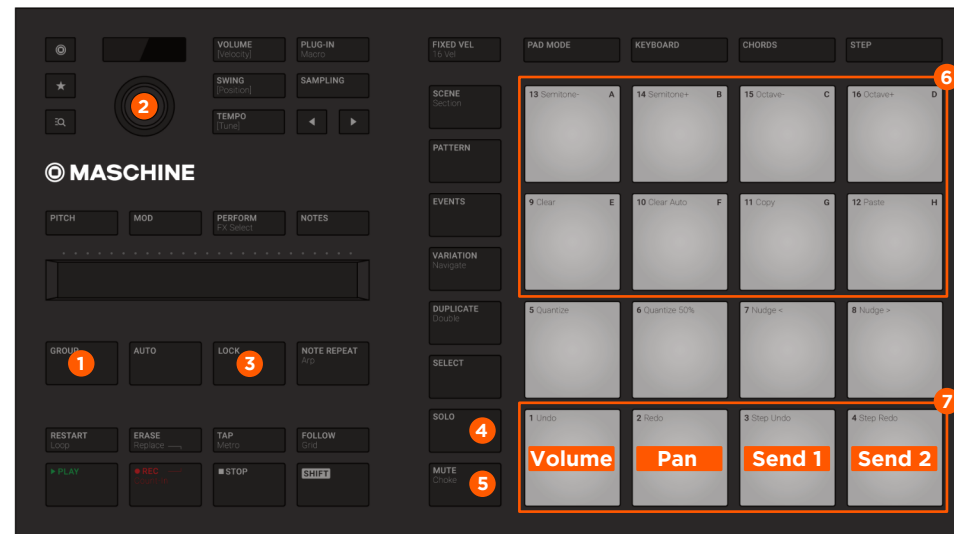 VOLUME
[Velocity]
PLUG-IN
Macro
SWING
[Position]
SAMPLING
TEMPO
[Tune]
2
MASCHINE
PITCH
MOD
PERFORM
FX Select
NOTES
GROUP
1
AUTO
LOCK
3
NOTE REPEAT
Arp
RESTART
Loop
ERASE
Replace
TAP
Metro
FOLLOW
Grid
PLAY
REC
Count-In
STOP
SHIFT
FIXED VEL
16 Vel
SCENE
Section
PATTERN
EVENTS
VARIATION
Navigate
DUPLICATE
Double
SELECT
SOLO
4
MUTE
Choke
5
PAD MODE
KEYBOARD
CHORDS
STEP
6
13 Semitone- A
14 Semitone+ B
15 Octave- C
16 Octave+ D
9 Clear E
10 Clear Auto F
11 Copy G
12 Paste H
5 Quantize
6 Quantize 50%
7 Nudge <
8 Nudge >
7
1 Undo
2 Redo
3 Step Undo
4 Step Redo
Volume
Pan
Send 1
Send 2